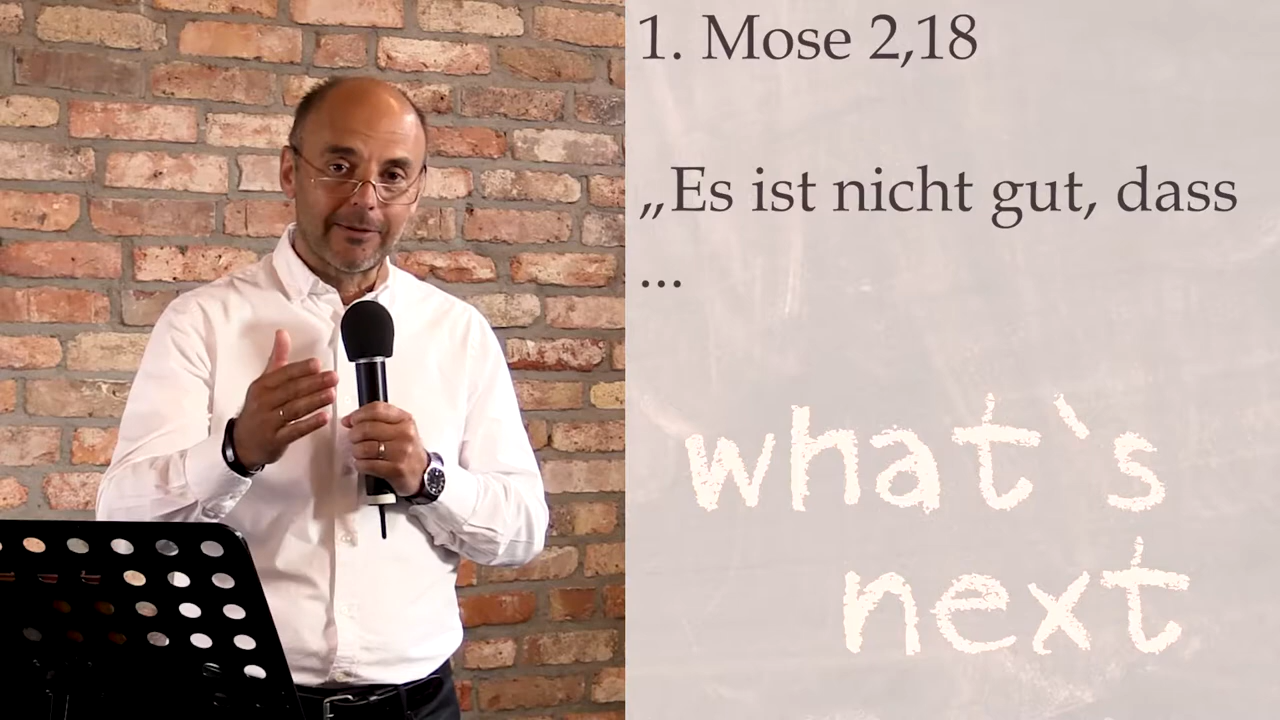 1. Mose 2,18
„Es ist nicht gut, dass
...
what`s
next